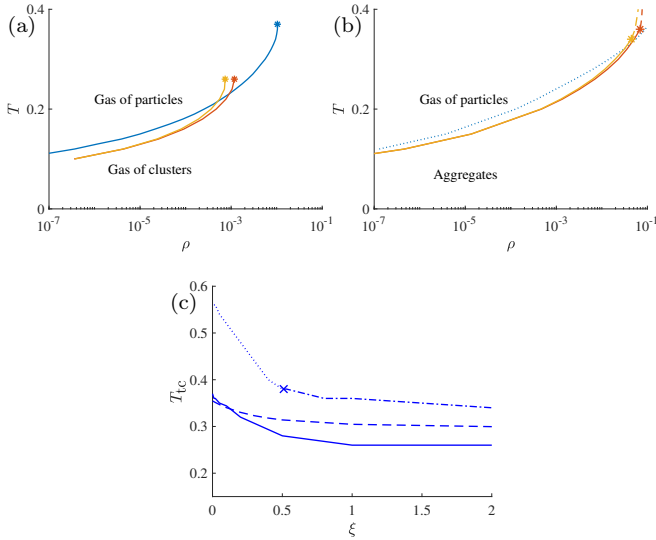 (a)
0.4
0.2
0
T
Gas of particles
Gas of clusters
10^-7 10^-5 10^-3 10^-1
ρ
(b)
0.4
0.2
0
T
Gas of particles
Aggregates
10^-7 10^-5 10^-3 10^-1
ρ
(c)
0.6
0.5
0.4
0.3
0.2
T_tc
0 0.5 1 1.5 2
ξ